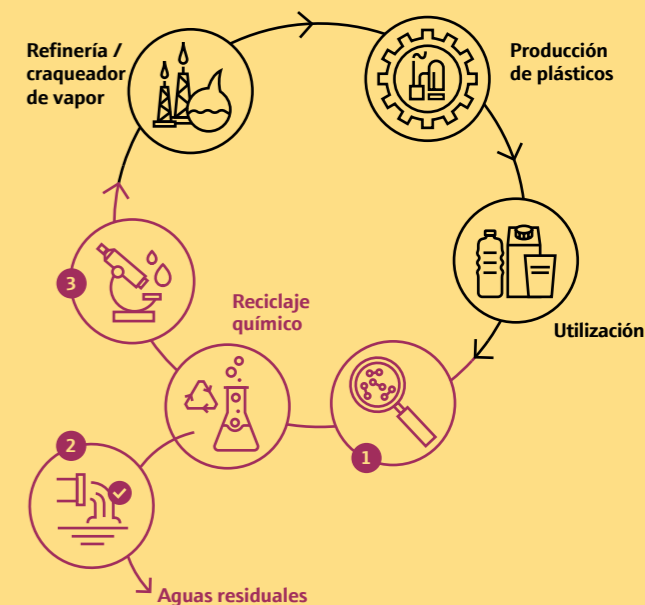 Refinería /
craqueador
de vapor
Producción
de plásticos
Utilización
3
Reciclaje
químico
1
2
Aguas residuales